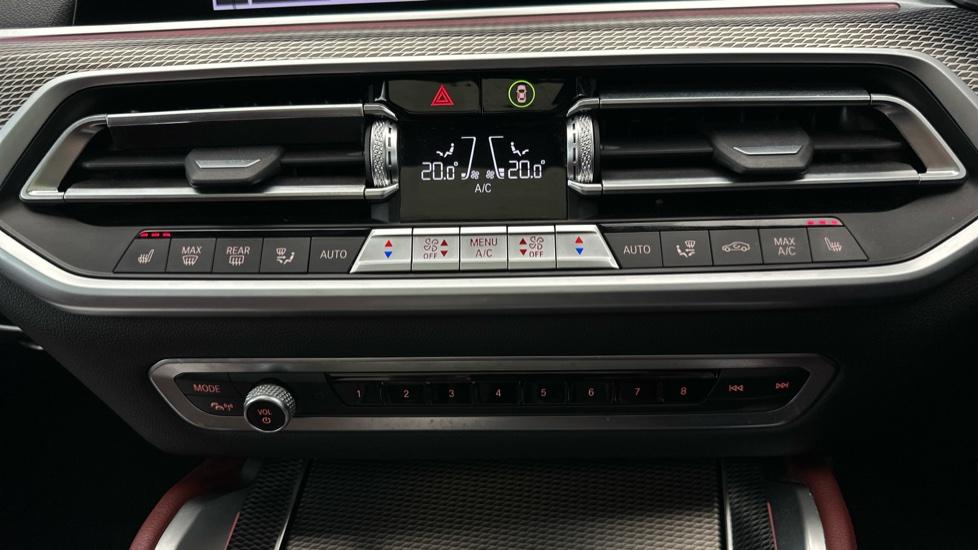 20.0° 20.0°
A/C
MAX REAR AUTO OFF MENU A/C OFF AUTO MAX A/C
MODE
VOL
1 2 3 4 5 6 7 8